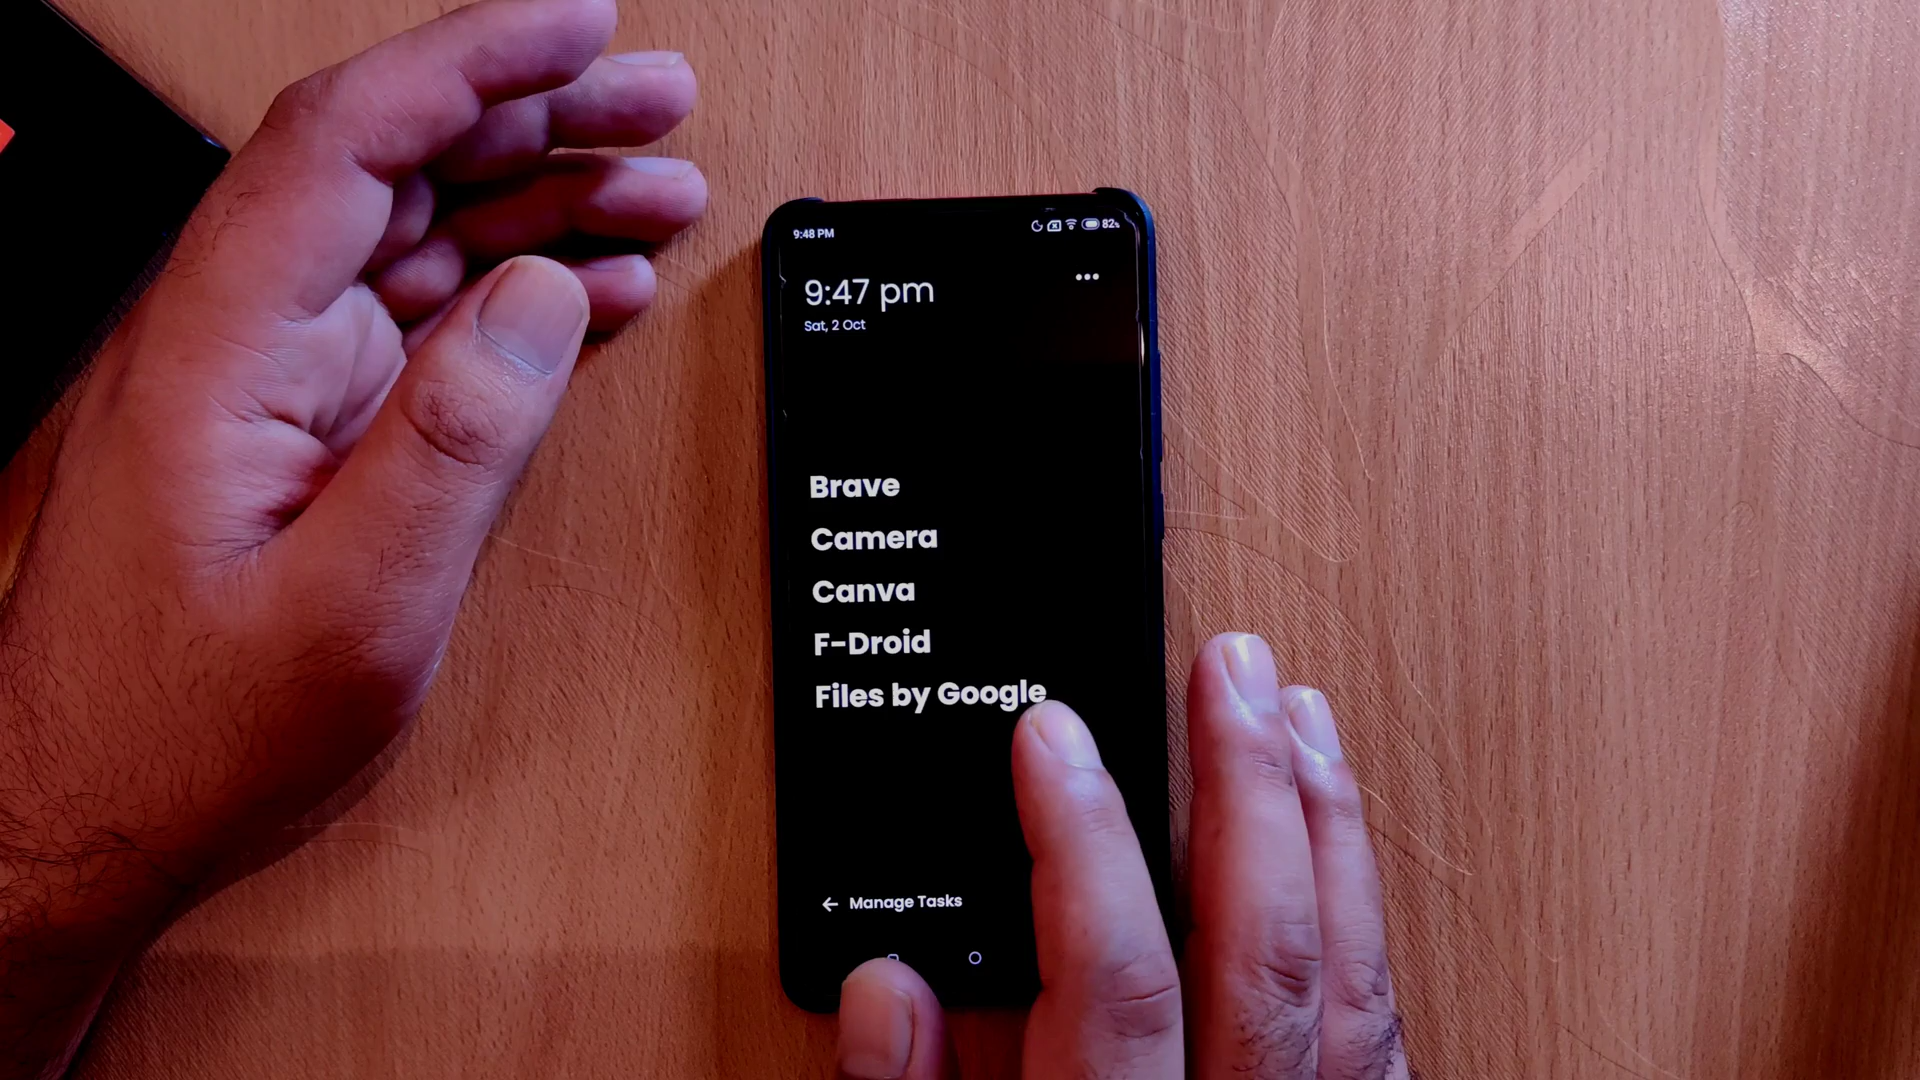 9:48 PM
82%
9:47 pm
Sat, 2 Oct
Brave
Camera
Canva
F-Droid
Files by Google
Manage Tasks